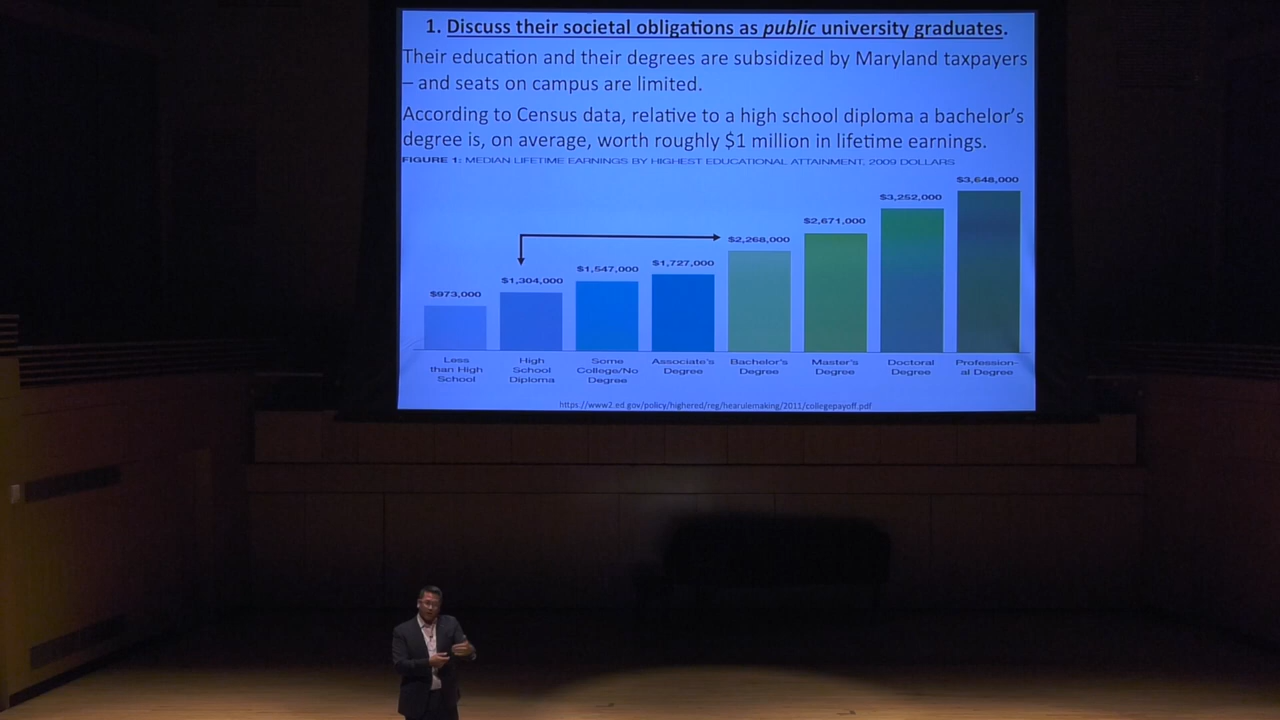 1. Discuss their societal obligations as public university graduates.
Their education and their degrees are subsidized by Maryland taxpayers
– and seats on campus are limited.
According to Census data, relative to a high school diploma a bachelor's
degree is, on average, worth roughly $1 million in lifetime earnings.
FIGURE 1: MEDIAN LIFETIME EARNINGS BY HIGHEST EDUCATIONAL ATTAINMENT, 2009 DOLLARS
$973,000
$1,304,000
$1,547,000
$1,727,000
$2,268,000
$2,671,000
$3,252,000
$3,648,000
Less
than High
School
High
School
Diploma
Some
College/No
Degree
Associate's
Degree
Bachelor's
Degree
Master's
Degree
Doctoral
Degree
Profession-
al Degree
https://www2.ed.gov/policy/highered/reg/hearulemaking/2011/collegepayoff.pdf